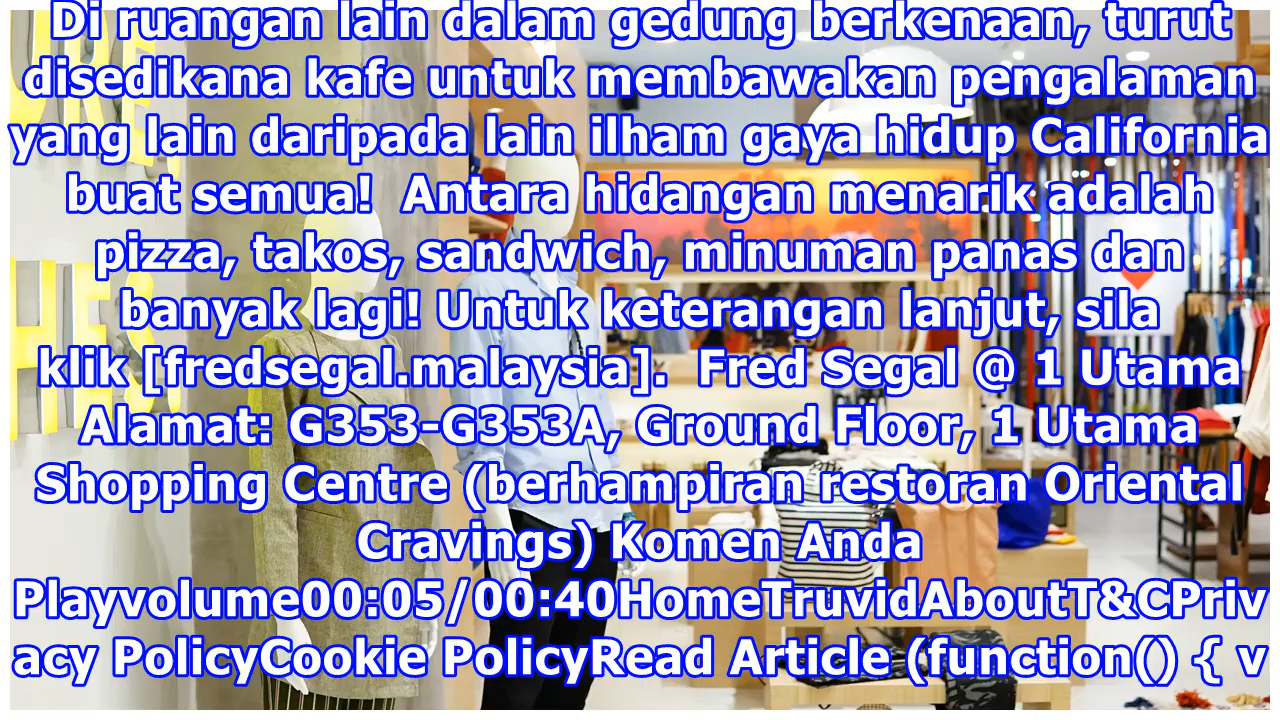 Di ruangan lain dalam gedung berkenaan, turut
disedikana kafe untuk membawakan pengalaman
yang lain daripada lain ilham gaya hidup California
buat semua!  Antara hidangan menarik adalah
pizza, takos, sandwich, minuman panas dan
banyak lagi! Untuk keterangan lanjut, sila
klik [fredsegal.malaysia].  Fred Segal @ 1 Utama
Alamat: G353-G353A, Ground Floor, 1 Utama
Shopping Centre (berhampiran restoran Oriental
Cravings) Komen Anda
Playvolume00:05/00:40HomeTruvidAboutT&CPriv
acy PolicyCookie PolicyRead Article (function() { v